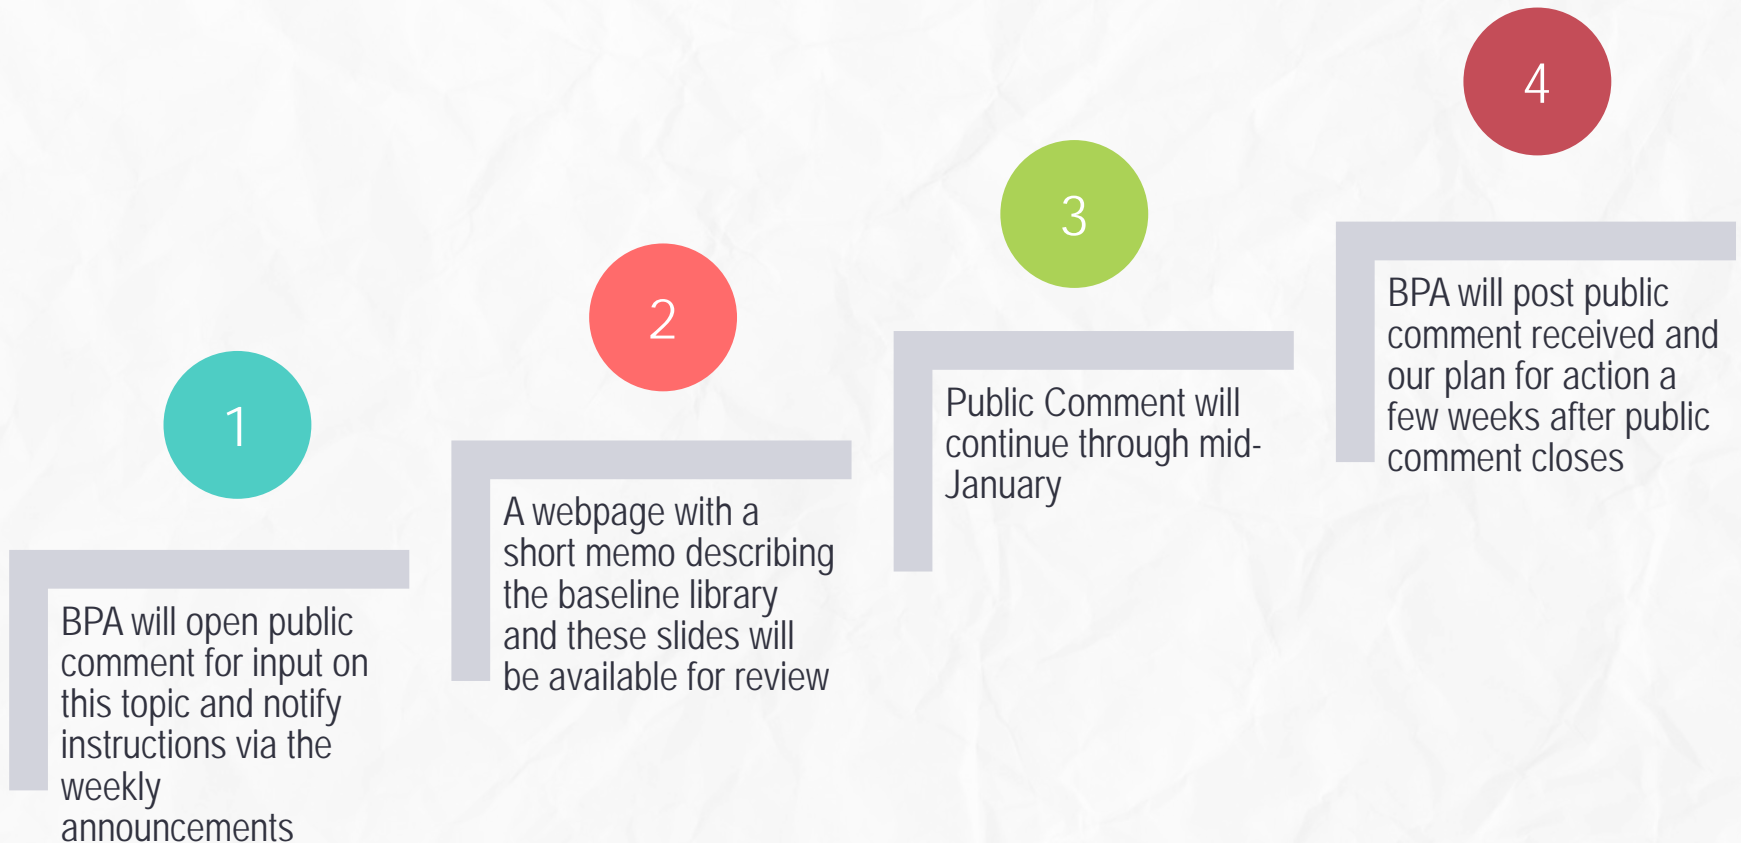 1
BPA will open public
comment for input on
this topic and notify
instructions via the
weekly
announcements
2
A webpage with a
short memo describing
the baseline library
and these slides will
be available for review
3
Public Comment will
continue through mid-
January
4
BPA will post public
comment received and
our plan for action a
few weeks after public
comment closes